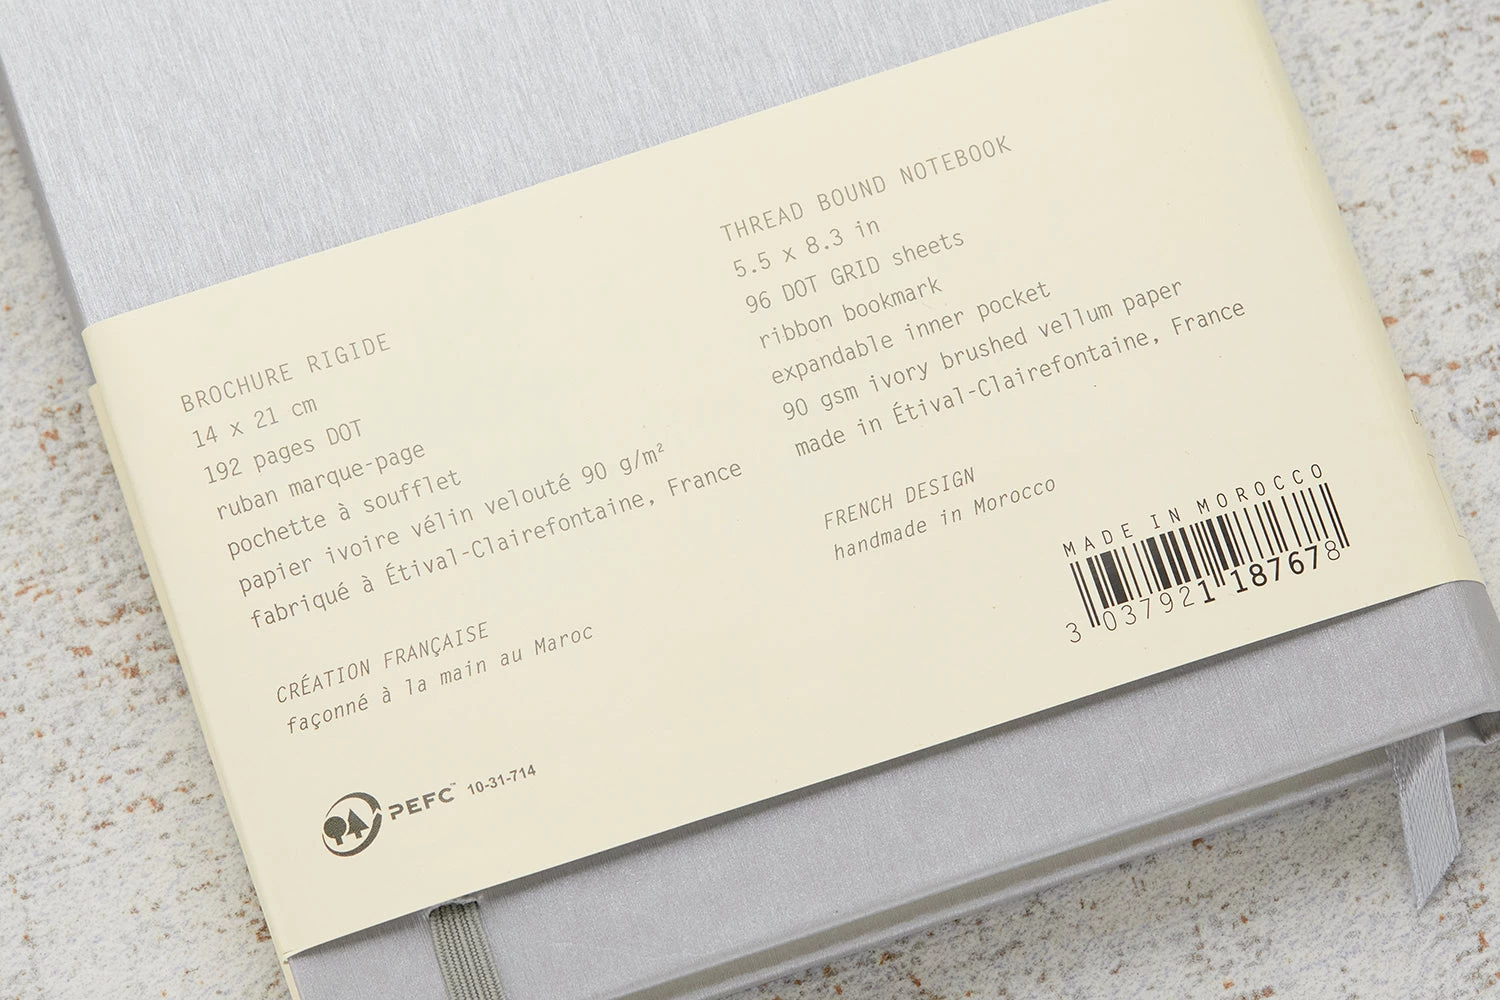 BROCHURE RIGIDE
14 x 21 cm
192 pages DOT
ruban marque-page
pochette à soufflet
papier ivoire vélin velouté 90 g/m²
fabriqué à Étival-Clairefontaine, France
CRÉATION FRANÇAISE
façonné à la main au Maroc
PEFC™ 10-31-714
THREAD BOUND NOTEBOOK
5.5 x 8.3 in
96 DOT GRID sheets
ribbon bookmark
expandable inner pocket
90 gsm ivory brushed vellum paper
made in Étival-Clairefontaine, France
FRENCH DESIGN
handmade in Morocco
MADE IN MOROCCO
3 037921 187678